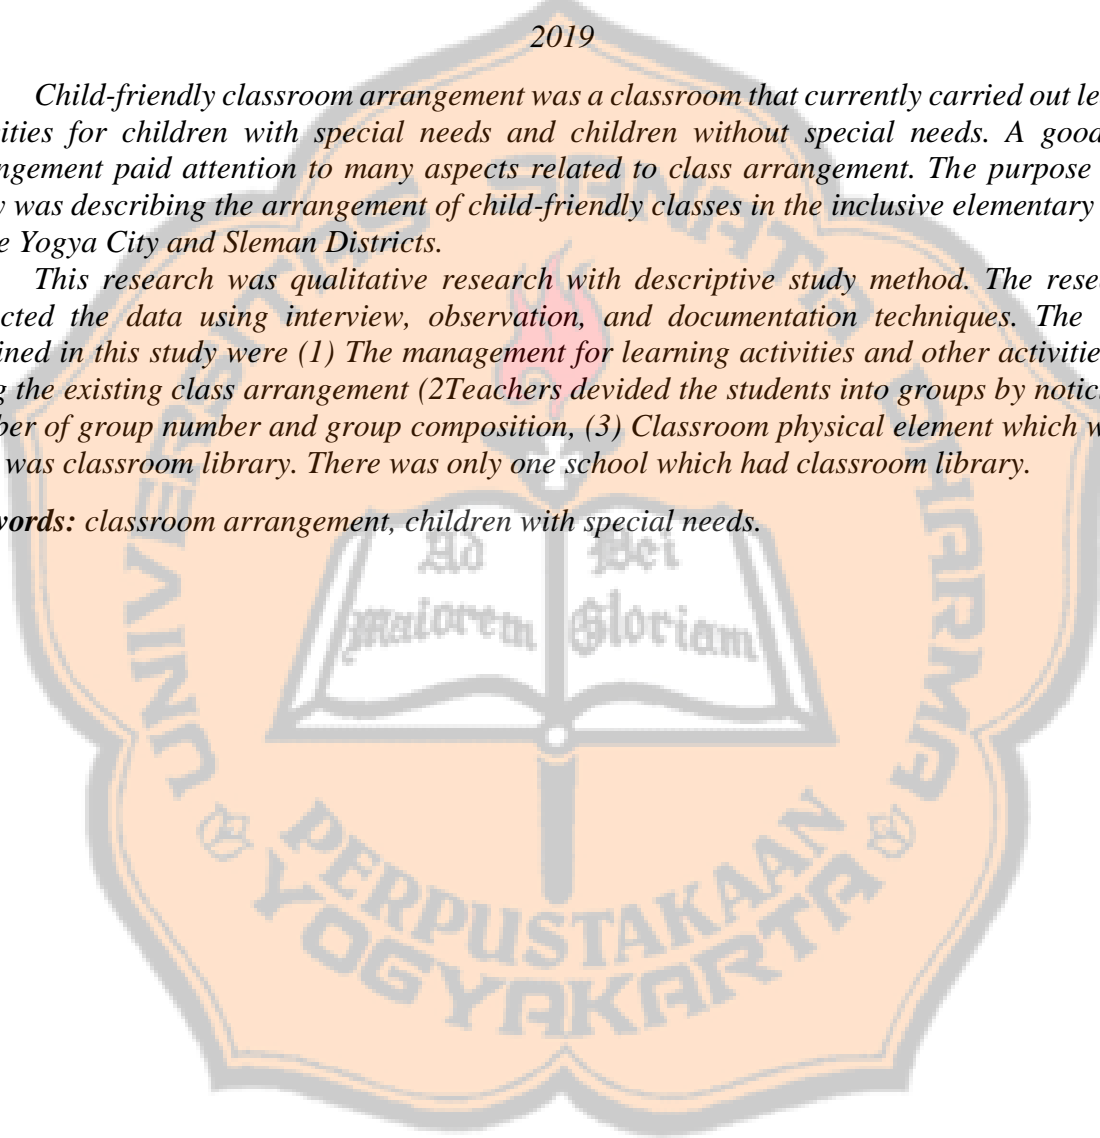 2019
Child-friendly classroom arrangement was a classroom that currently carried out le
ities for children with special needs and children without special needs. A good
ngement paid attention to many aspects related to class arrangement. The purpose
y was describing the arrangement of child-friendly classes in the inclusive elementary
e Yogya City and Sleman Districts.
This research was qualitative research with descriptive study method. The rese
cted the data using interview, observation, and documentation techniques. The
ined in this study were (1) The management for learning activities and other activitie
g the existing class arrangement (2Teachers devided the students into groups by notic
ber of group number and group composition, (3) Classroom physical element which w
was classroom library. There was only one school which had classroom library.
words: classroom arrangement, children with special needs.
UNIVERSITAS SANATA DHARMA
Ad Dei
Maiorem Gloriam
PERPUSTAKAAN
YOGYAKARTA